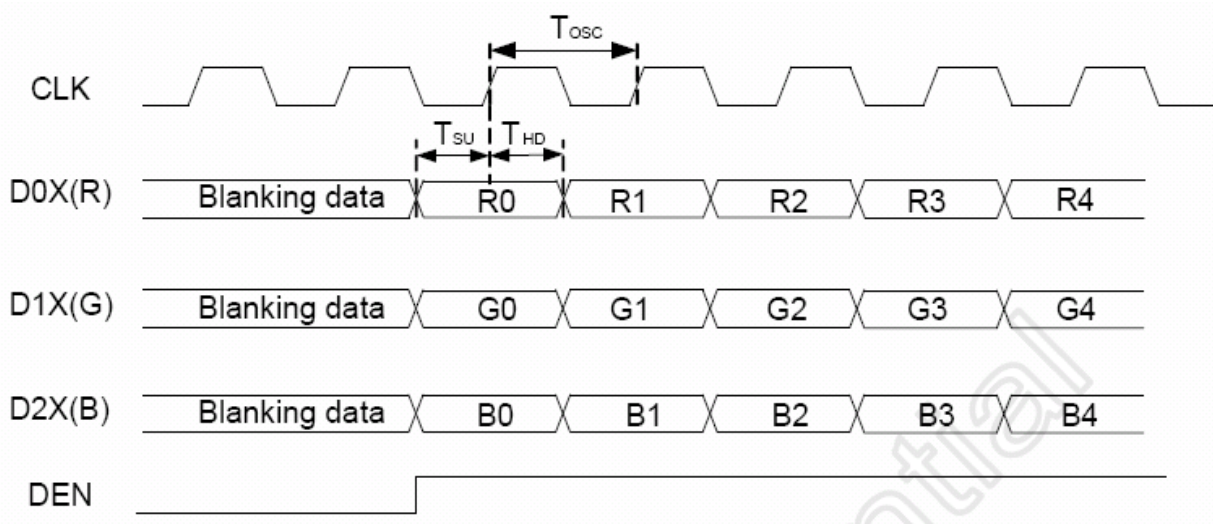 Tosc
CLK
TSU THD
D0X(R) Blanking data R0 R1 R2 R3 R4
D1X(G) Blanking data G0 G1 G2 G3 G4
D2X(B) Blanking data B0 B1 B2 B3 B4
DEN